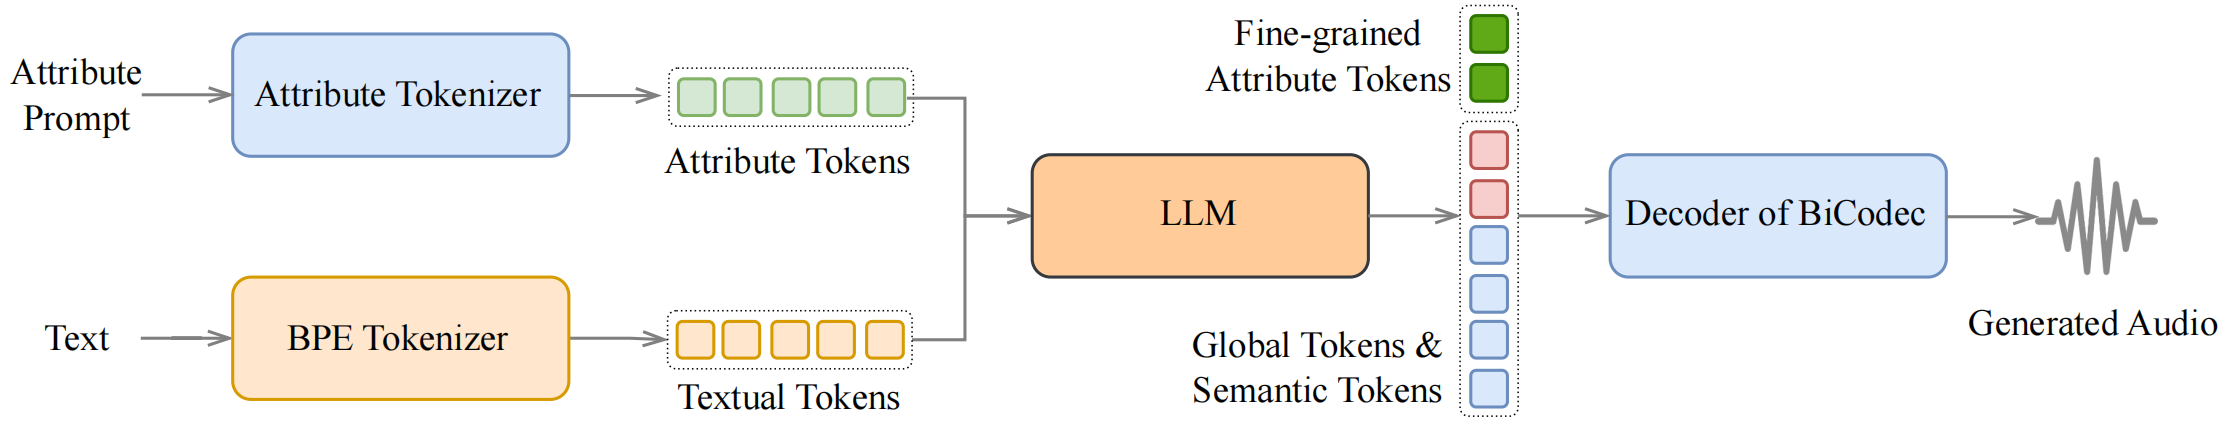 Attribute
Prompt
Attribute Tokenizer
Attribute Tokens
Text
BPE Tokenizer
Textual Tokens
LLM
Fine-grained
Attribute Tokens
Global Tokens &
Semantic Tokens
Decoder of BiCodec
Generated Audio